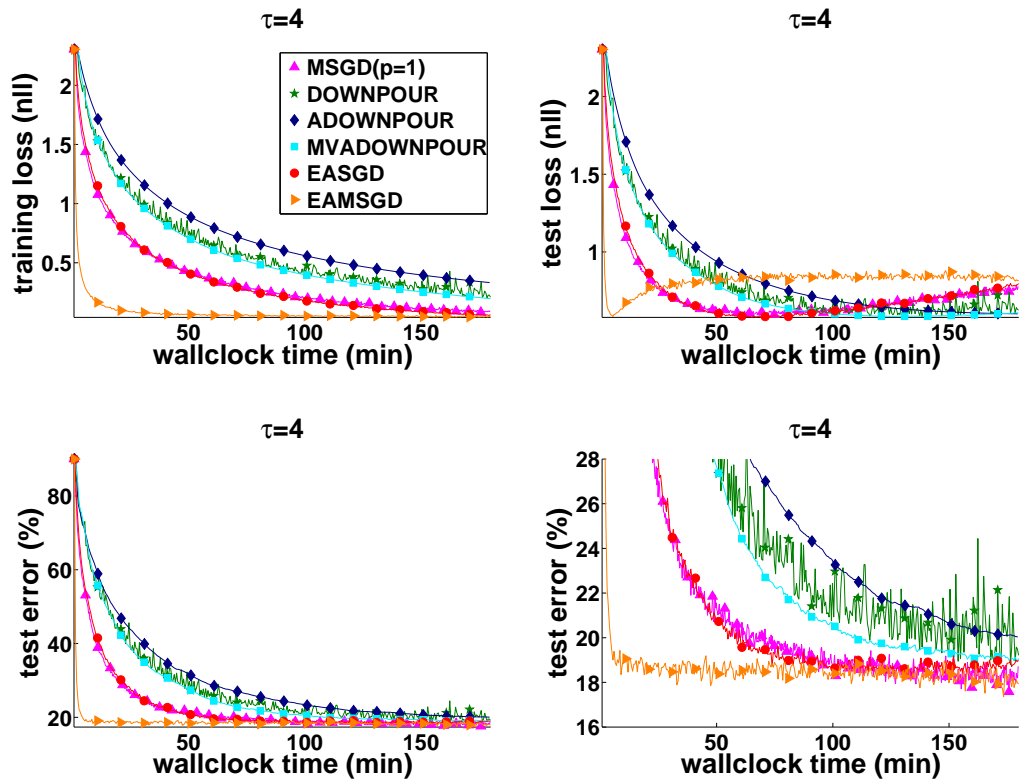 τ=4
training loss (nll)
2
1.5
1
0.5
50
100
150
wallclock time (min)
MSGD(p=1)
DOWNPOUR
ADOWNPOUR
MVADOWNPOUR
EASGD
EAMSGD
τ=4
test loss (nll)
2
1.5
1
50
100
150
wallclock time (min)
τ=4
test error (%)
80
60
40
20
50
100
150
wallclock time (min)
τ=4
test error (%)
28
26
24
22
20
18
16
50
100
150
wallclock time (min)